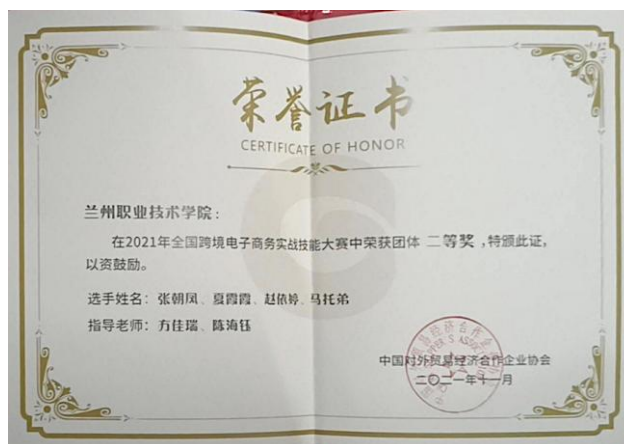 荣誉证书
CERTIFICATE OF HONOR
兰州职业技术学院：
在2021年全国跨境电子商务实战技能大赛中荣获团体 二等奖 ，特颁此证，
以资鼓励。
选手姓名：张朝凤、夏霞霞、赵依婷、马托弟
指导老师：方佳瑞、陈海钰
中国对外贸易经济合作企业协会
二〇二一年十一月